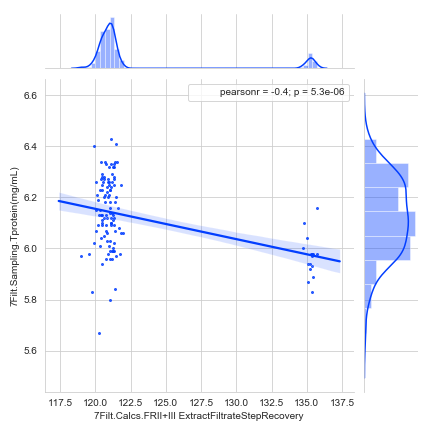 pearsonr = -0.4; p = 5.3e-06
6.6
6.4
6.2
6.0
5.8
5.6
7Filt.Sampling.Tprotein(mg/mL)
117.5 120.0 122.5 125.0 127.5 130.0 132.5 135.0 137.5
7Filt.Calcs.FRII+III ExtractFiltrateStepRecovery